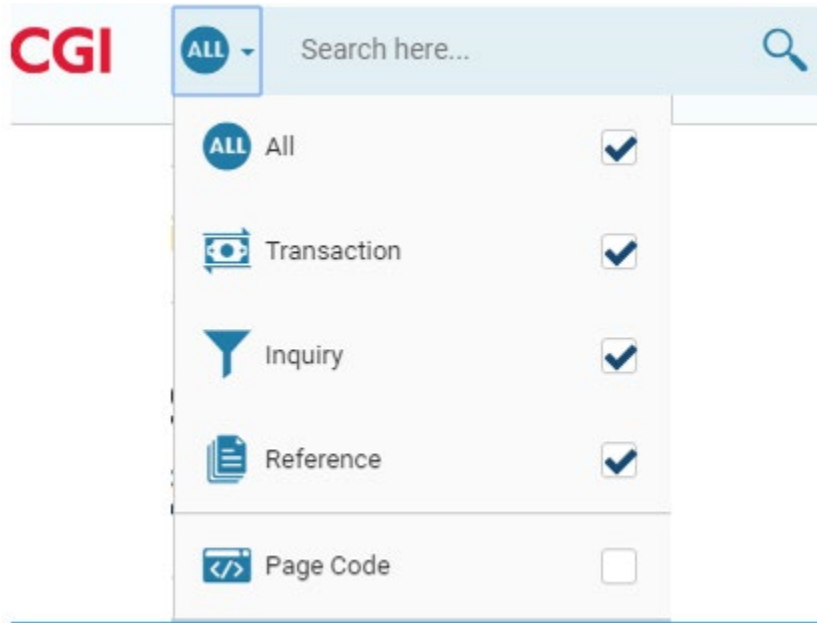 CGI ALL Search here...
ALL All
Transaction
Inquiry
Reference
</> Page Code